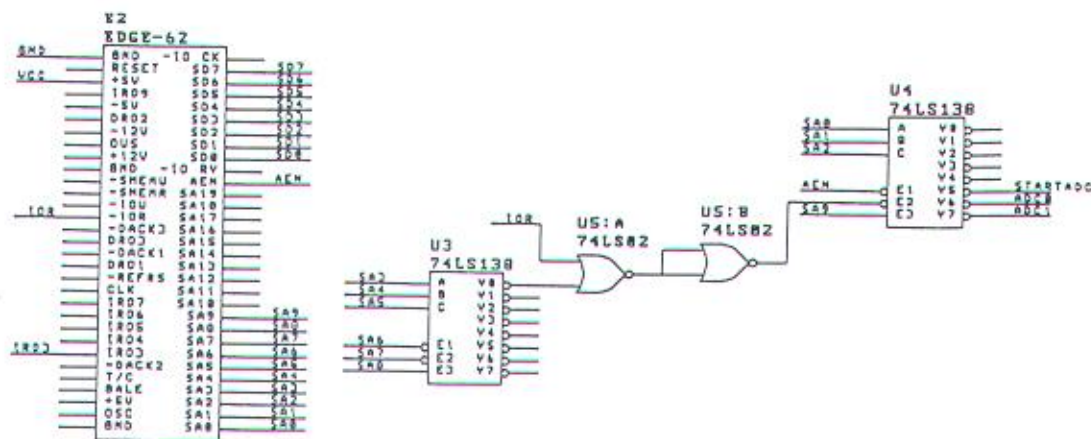 E2
EDGE-62
GND
VCC
IOR
IRQ3
GND -IO CK
RESET SD7
+5V SD6
IRQ9 SD5
-5V SD4
DRQ2 SD3
-12V SD2
OWS SD1
+12V SD0
GND -IO RY
-SMEMW AEN
-SMEMR SA19
-IOW SA18
-IOR SA17
-DACK3 SA16
DRQ3 SA15
-DACK1 SA14
DRQ1 SA13
-REFRS SA12
CLK SA11
IRQ7 SA10
IRQ6 SA9
IRQ5 SA8
IRQ4 SA7
IRQ3 SA6
-DACK2 SA5
T/C SA4
BALE SA3
+5V SA2
OSC SA1
GND SA0
SD7
SD6
SD5
SD4
SD3
SD2
SD1
SD0
AEN
SA9
SA8
SA7
SA6
SA5
SA4
SA3
SA2
SA1
SA0
U3
74LS138
SA3 A Y0
SA4 B Y1
SA5 C Y2
Y3
Y4
SA6 E1 Y5
SA7 E2 Y6
SA8 E3 Y7
IOR
U5:A
74LS02
U5:B
74LS02
U4
74LS138
SA0 A Y0
SA1 B Y1
SA2 C Y2
Y3
Y4
AEN E1 Y5 STARTADC
E2 Y6 ADC0
SA9 E3 Y7 ADC1